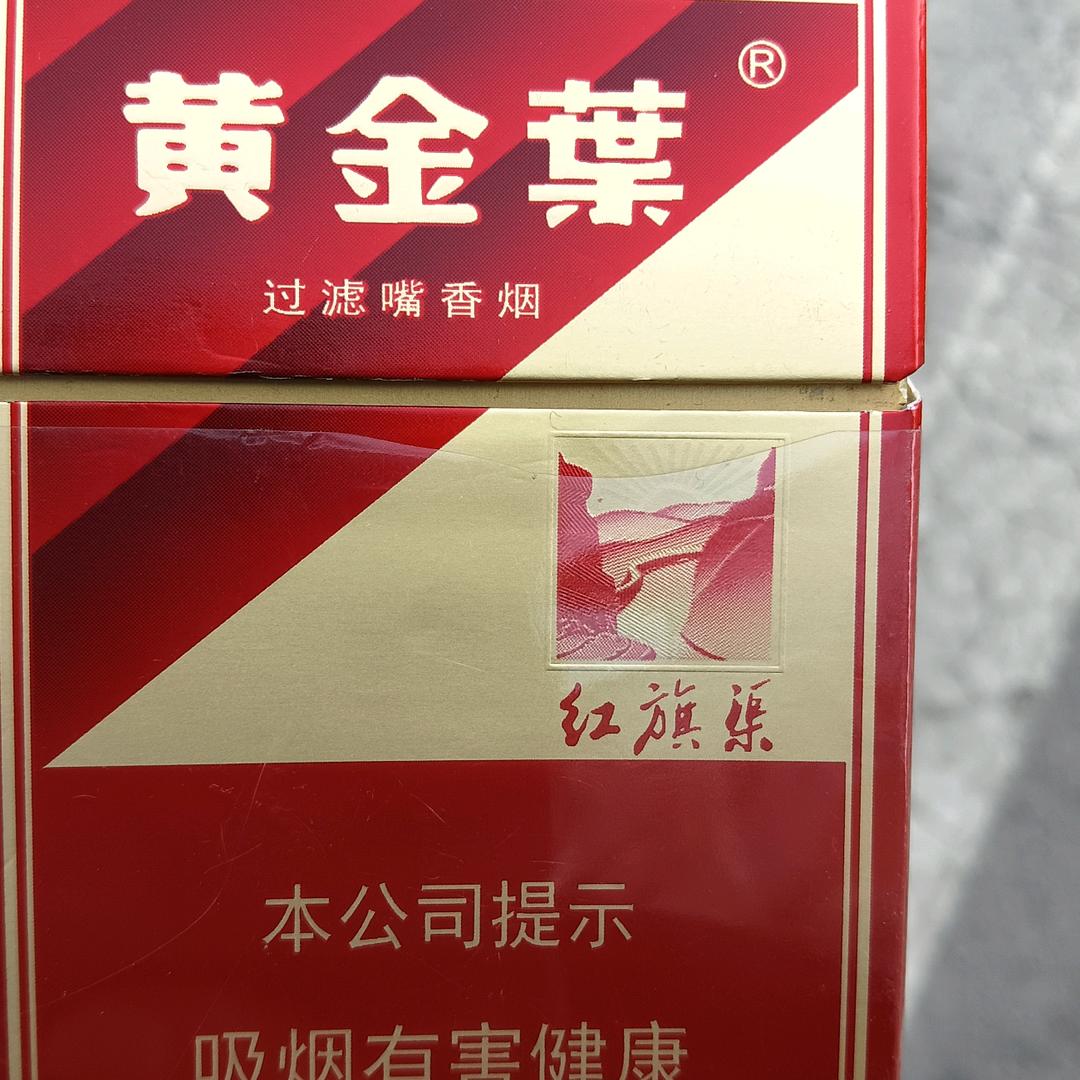 黄金葉®
过滤嘴香烟
红旗渠
本公司提示
吸烟有害健康